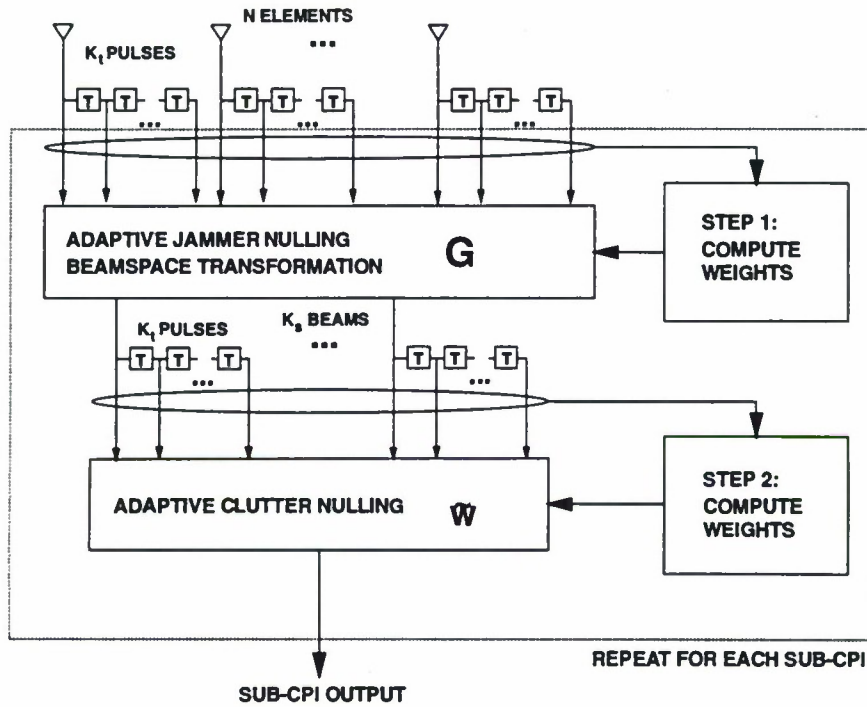 N ELEMENTS
...
Kt PULSES
T T T T T T T T
... ... ...
ADAPTIVE JAMMER NULLING
BEAMSPACE TRANSFORMATION G
STEP 1:
COMPUTE
WEIGHTS
Kt PULSES
Ks BEAMS
...
T T T T T T
... ...
ADAPTIVE CLUTTER NULLING W
STEP 2:
COMPUTE
WEIGHTS
REPEAT FOR EACH SUB-CPI
SUB-CPI OUTPUT